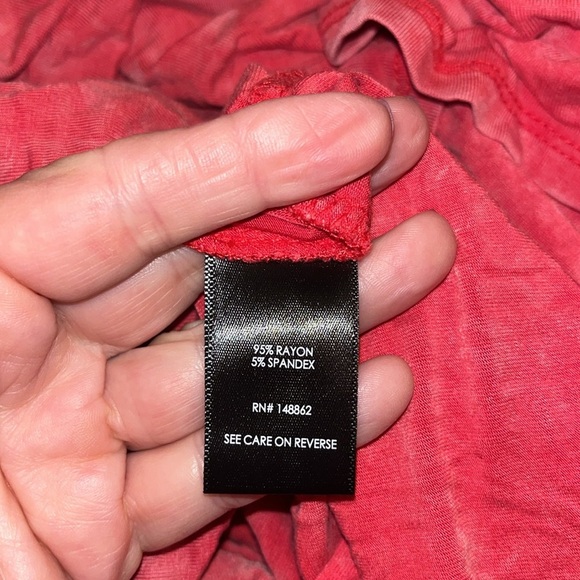 95% RAYON
5% SPANDEX
RN# 148862
SEE CARE ON REVERSE